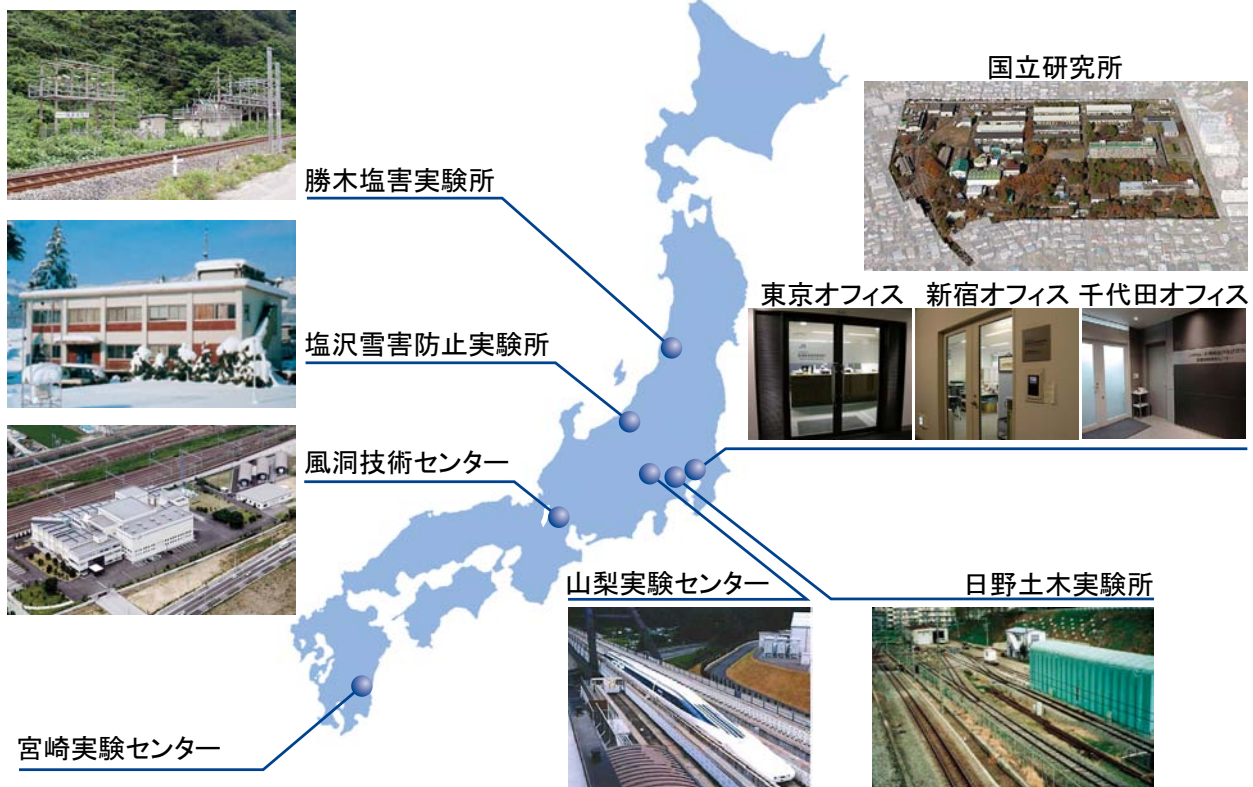 国立研究所
勝木塩害実験所
東京オフィス
新宿オフィス
千代田オフィス
塩沢雪害防止実験所
風洞技術センター
山梨実験センター
日野土木実験所
宮崎実験センター